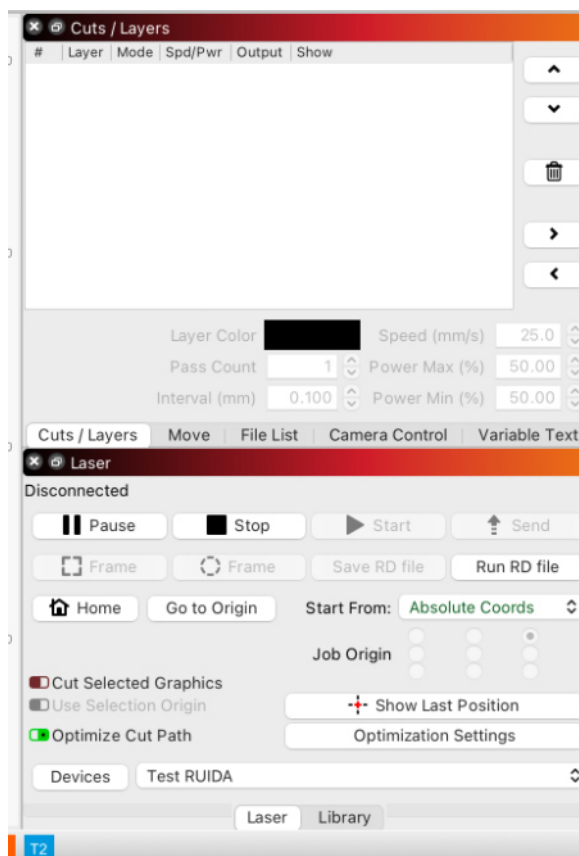 Cuts / Layers
# Layer Mode Spd/Pwr Output Show
Layer Color Speed (mm/s) 25.0
Pass Count 1 Power Max (%) 50.00
Interval (mm) 0.100 Power Min (%) 50.00
Cuts / Layers Move File List Camera Control Variable Text
Laser
Disconnected
Pause Stop Start Send
Frame Frame Save RD file Run RD file
Home Go to Origin Start From: Absolute Coords
Job Origin
Cut Selected Graphics
Use Selection Origin Show Last Position
Optimize Cut Path Optimization Settings
Devices Test RUIDA
Laser Library
T2